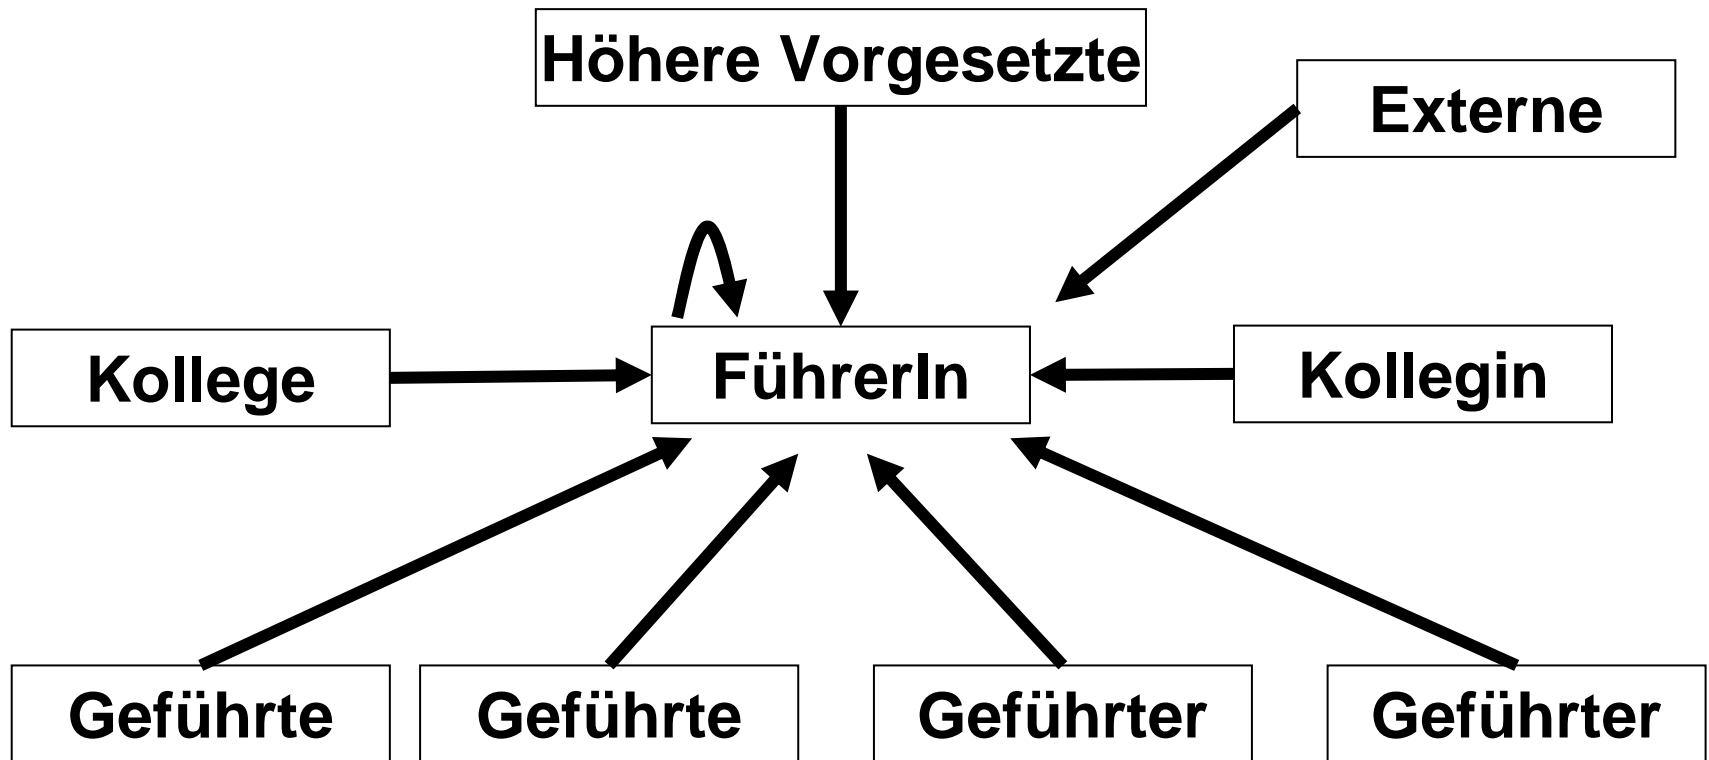 Höhere Vorgesetzte
Externe
Kollege
FührerIn
Kollegin
Geführte
Geführte
Geführter
Geführter